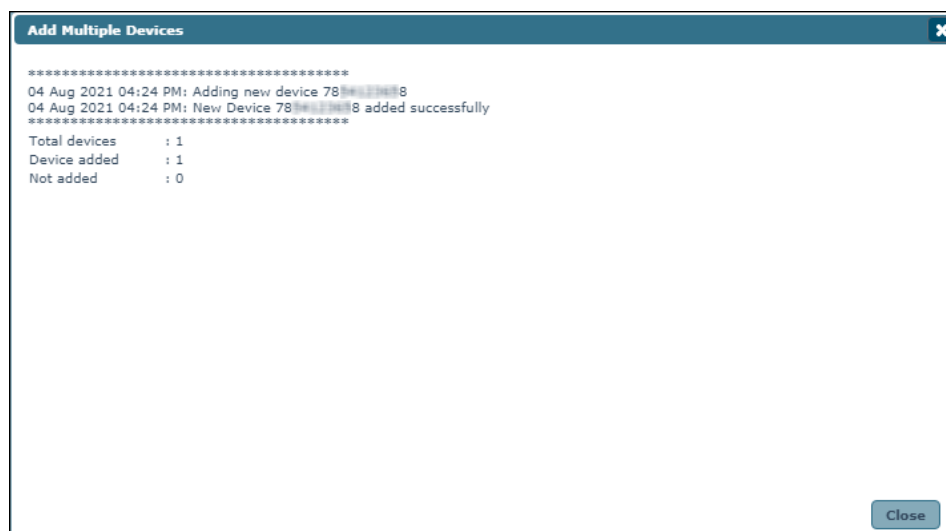 Add Multiple Devices
**************************************
04 Aug 2021 04:24 PM: Adding new device 78 8
04 Aug 2021 04:24 PM: New Device 78 8 added successfully
**************************************
Total devices : 1
Device added : 1
Not added : 0
Close